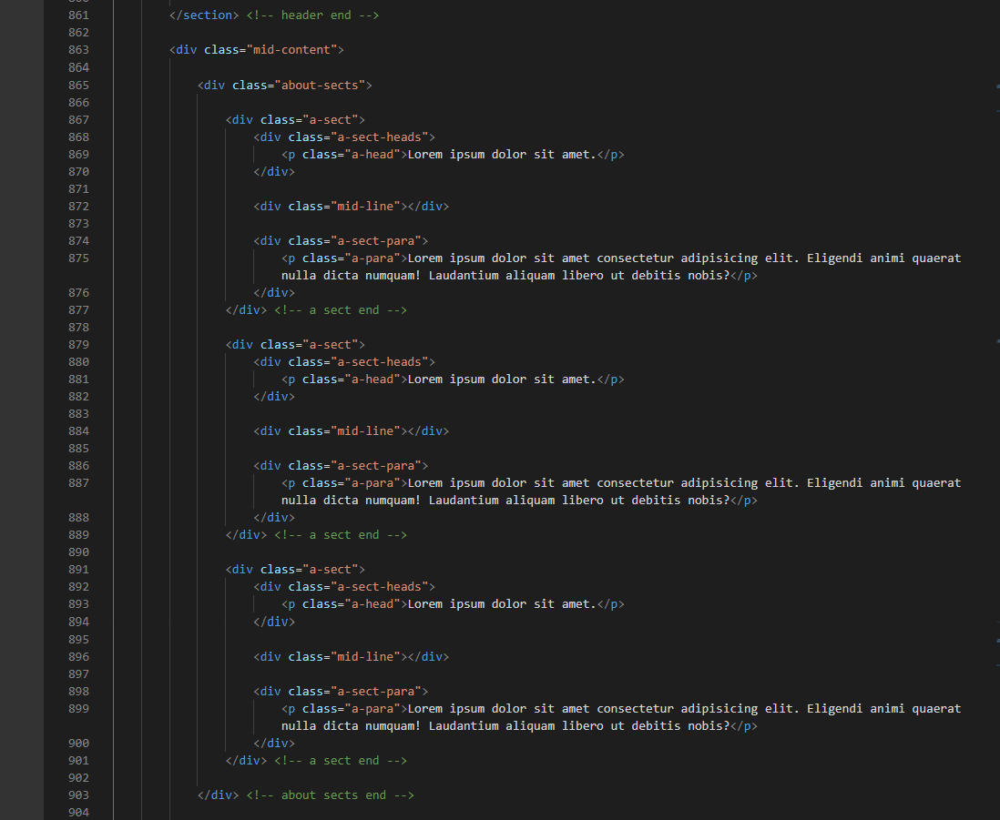 861 </section> <!-- header end -->
862
863 <div class="mid-content">
864
865 <div class="about-sects">
866
867 <div class="a-sect">
868 <div class="a-sect-heads">
869 <p class="a-head">Lorem ipsum dolor sit amet.</p>
870 </div>
871
872 <div class="mid-line"></div>
873
874 <div class="a-sect-para">
875 <p class="a-para">Lorem ipsum dolor sit amet consectetur adipisicing elit. Eligendi animi quaerat
nulla dicta numquam! Laudantium aliquam libero ut debitis nobis?</p>
876 </div>
877 </div> <!-- a sect end -->
878
879 <div class="a-sect">
880 <div class="a-sect-heads">
881 <p class="a-head">Lorem ipsum dolor sit amet.</p>
882 </div>
883
884 <div class="mid-line"></div>
885
886 <div class="a-sect-para">
887 <p class="a-para">Lorem ipsum dolor sit amet consectetur adipisicing elit. Eligendi animi quaerat
nulla dicta numquam! Laudantium aliquam libero ut debitis nobis?</p>
888 </div>
889 </div> <!-- a sect end -->
890
891 <div class="a-sect">
892 <div class="a-sect-heads">
893 <p class="a-head">Lorem ipsum dolor sit amet.</p>
894 </div>
895
896 <div class="mid-line"></div>
897
898 <div class="a-sect-para">
899 <p class="a-para">Lorem ipsum dolor sit amet consectetur adipisicing elit. Eligendi animi quaerat
nulla dicta numquam! Laudantium aliquam libero ut debitis nobis?</p>
900 </div>
901 </div> <!-- a sect end -->
902
903 </div> <!-- about sects end -->
904